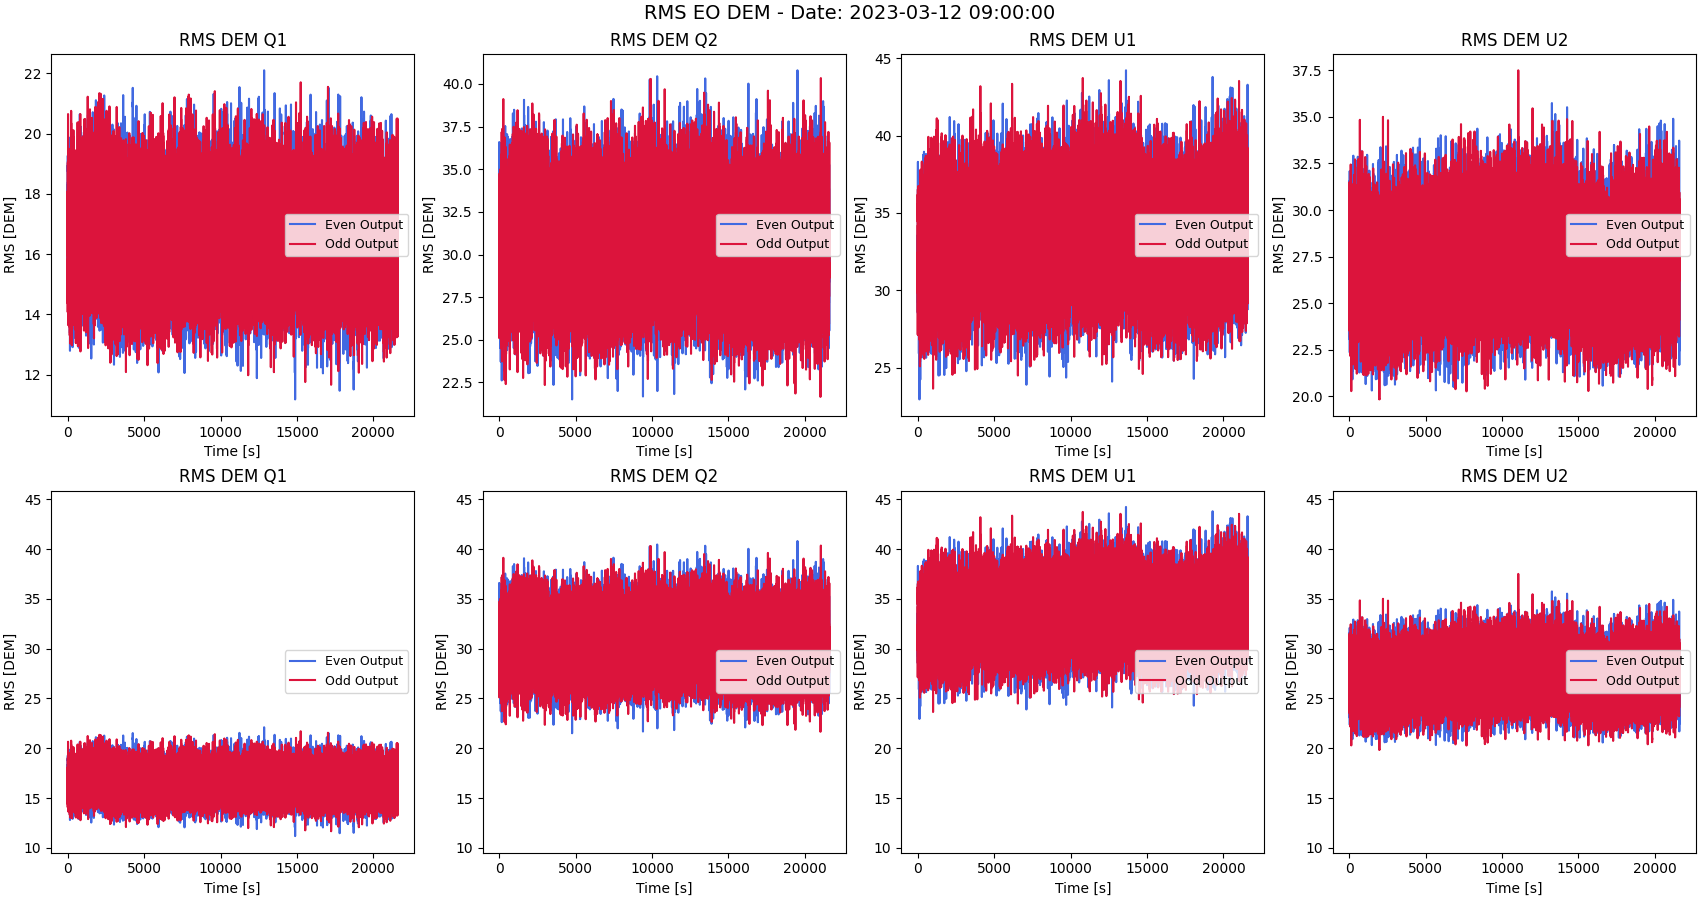 RMS EO DEM - Date: 2023-03-12 09:00:00
RMS DEM Q1
RMS [DEM]
22
20
18
16
14
12
Even Output
Odd Output
0 5000 10000 15000 20000
Time [s]
RMS DEM Q2
RMS [DEM]
40.0
37.5
35.0
32.5
30.0
27.5
25.0
22.5
Even Output
Odd Output
0 5000 10000 15000 20000
Time [s]
RMS DEM U1
RMS [DEM]
45
40
35
30
25
Even Output
Odd Output
0 5000 10000 15000 20000
Time [s]
RMS DEM U2
RMS [DEM]
37.5
35.0
32.5
30.0
27.5
25.0
22.5
20.0
Even Output
Odd Output
0 5000 10000 15000 20000
Time [s]
RMS DEM Q1
RMS [DEM]
45
40
35
30
25
20
15
10
Even Output
Odd Output
0 5000 10000 15000 20000
Time [s]
RMS DEM Q2
RMS [DEM]
45
40
35
30
25
20
15
10
Even Output
Odd Output
0 5000 10000 15000 20000
Time [s]
RMS DEM U1
RMS [DEM]
45
40
35
30
25
20
15
10
Even Output
Odd Output
0 5000 10000 15000 20000
Time [s]
RMS DEM U2
RMS [DEM]
45
40
35
30
25
20
15
10
Even Output
Odd Output
0 5000 10000 15000 20000
Time [s]